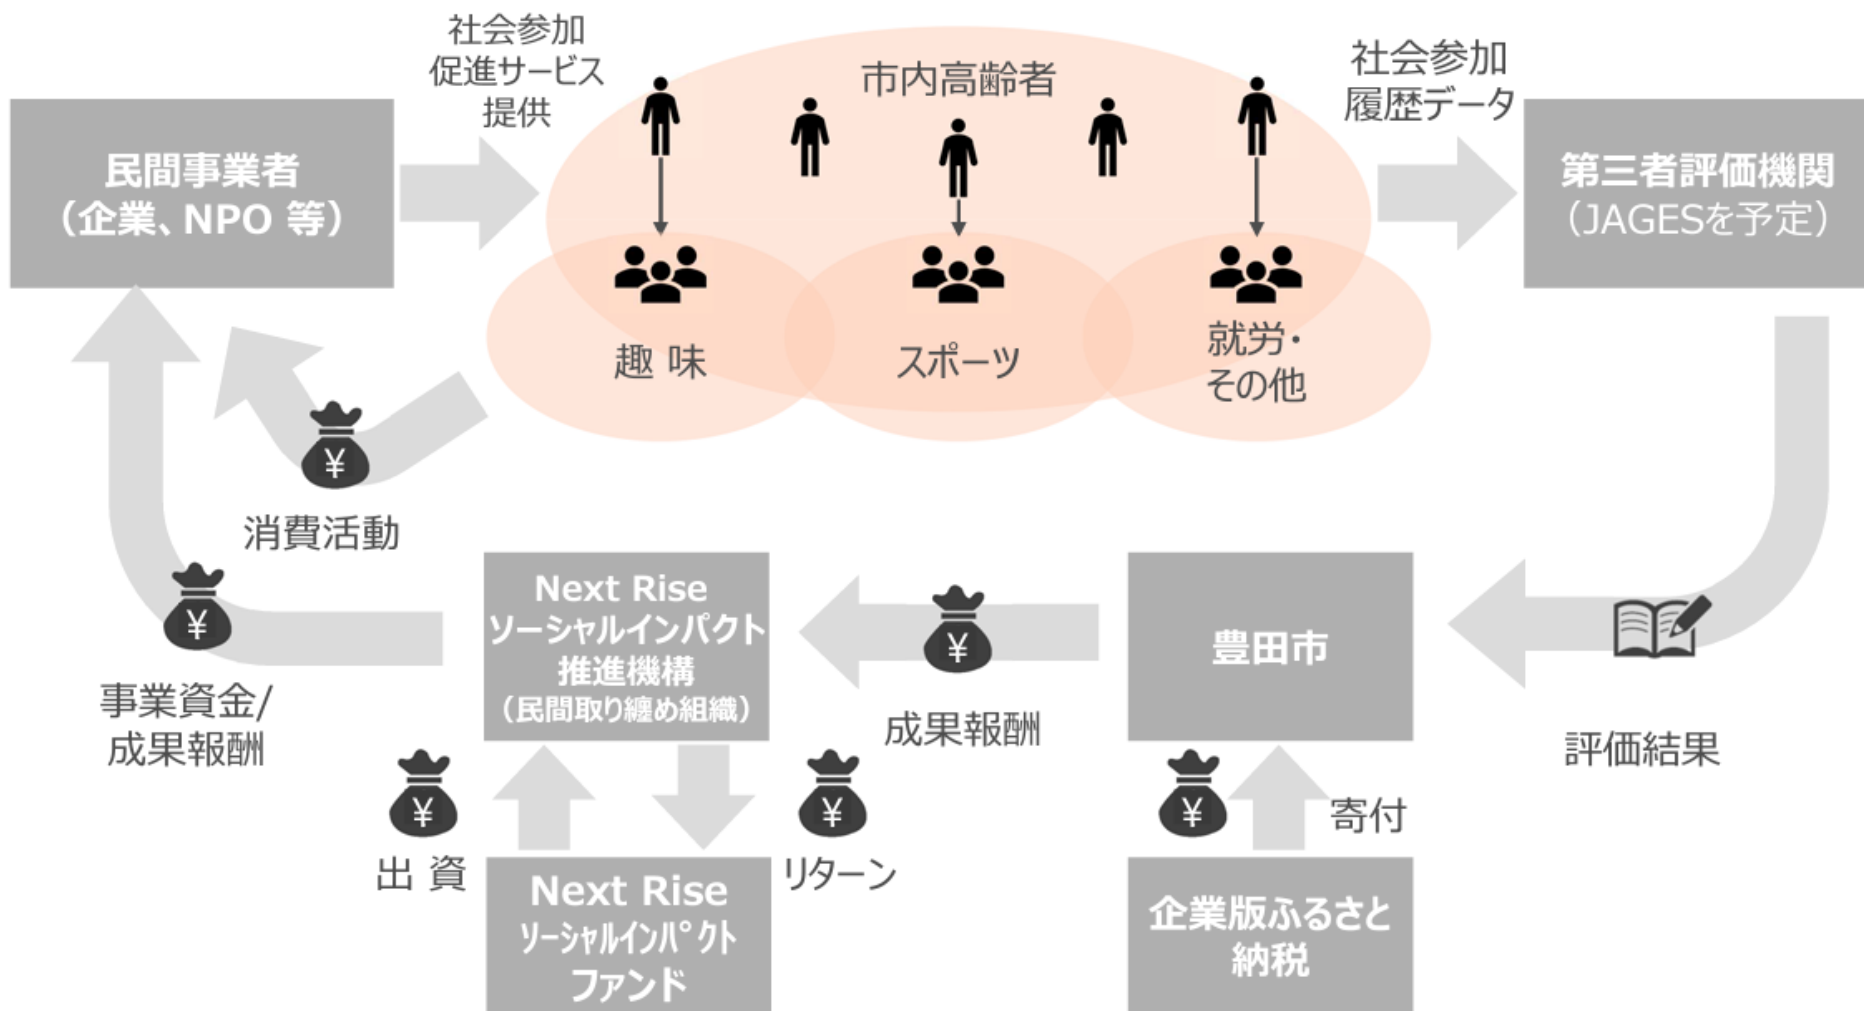 社会参加
促進サービス
提供
市内高齢者
社会参加
履歴データ
民間事業者
（企業、NPO 等）
第三者評価機関
（JAGESを予定）
趣 味
スポーツ
就労・
その他
¥
消費活動
Next Rise
ソーシャルインパクト
推進機構
（民間取り纏め組織）
¥
豊田市
¥
事業資金/
成果報酬
成果報酬
評価結果
¥
出 資
¥
リターン
¥
寄付
Next Rise
ソーシャルインパクト
ファンド
企業版ふるさと
納税